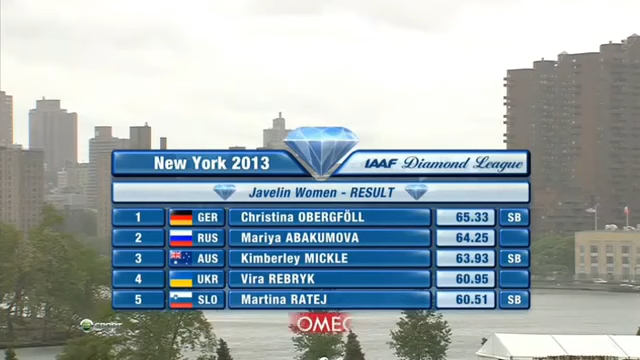 New York 2013 IAAF Diamond League
Javelin Women - RESULT
1 GER Christina OBERGFÖLL 65.33 SB
2 RUS Mariya ABAKUMOVA 64.25
3 AUS Kimberley MICKLE 63.93 SB
4 UKR Vira REBRYK 60.95
5 SLO Martina RATEJ 60.51 SB